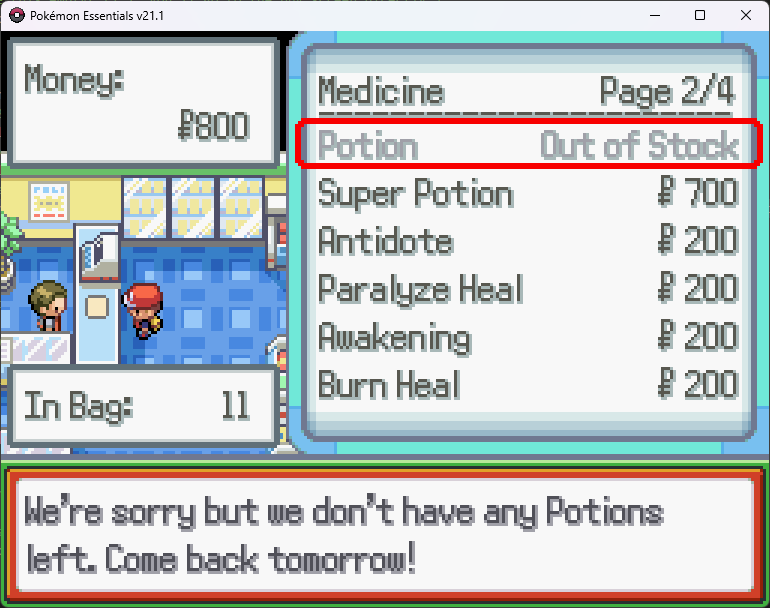 Pokémon Essentials v21.1
Money:
₽800
Medicine Page 2/4
Potion Out of Stock
Super Potion ₽ 700
Antidote ₽ 200
Paralyze Heal ₽ 200
Awakening ₽ 200
Burn Heal ₽ 200
In Bag: 11
We're sorry but we don't have any Potions
left. Come back tomorrow!